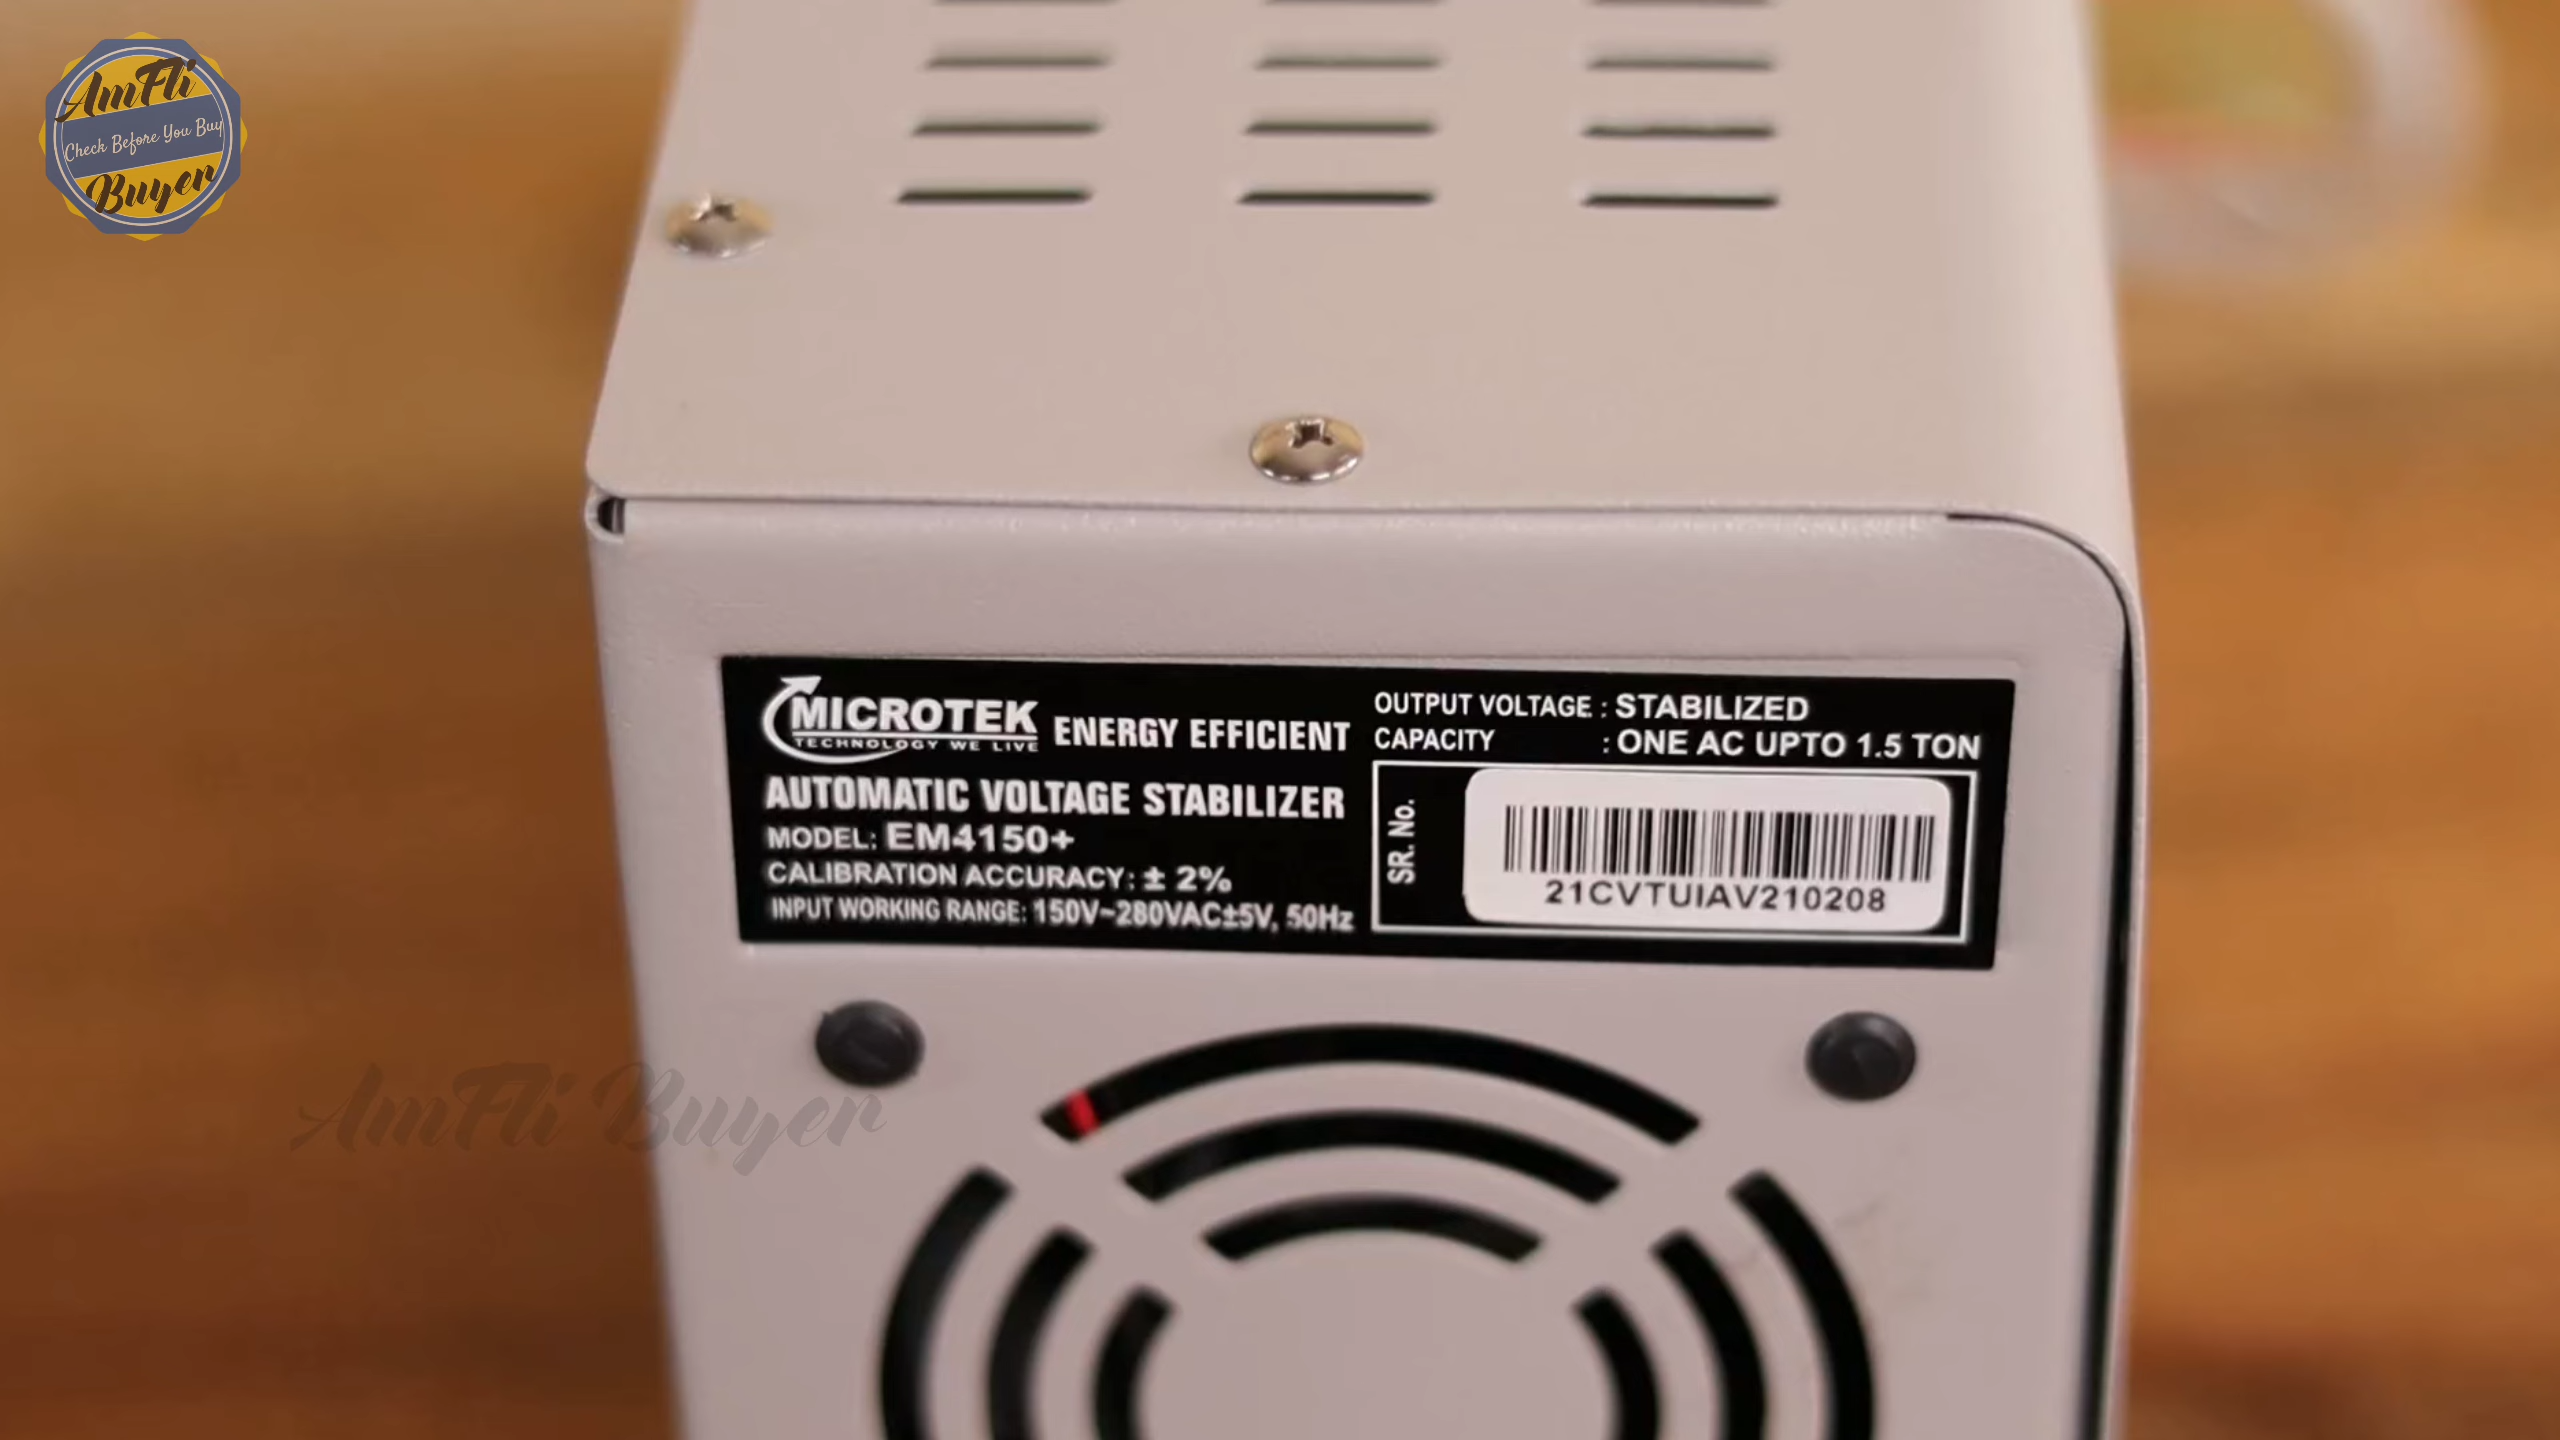 AmFli
Check Before You Buy
Buyer
MICROTEK
TECHNOLOGY WE LIVE
ENERGY EFFICIENT
AUTOMATIC VOLTAGE STABILIZER
MODEL: EM4150+
CALIBRATION ACCURACY: ± 2%
INPUT WORKING RANGE: 150V~280VAC±5V, 50Hz
OUTPUT VOLTAGE : STABILIZED
CAPACITY : ONE AC UPTO 1.5 TON
SR. No.
21CVTUIAV210208
AmFli Buyer